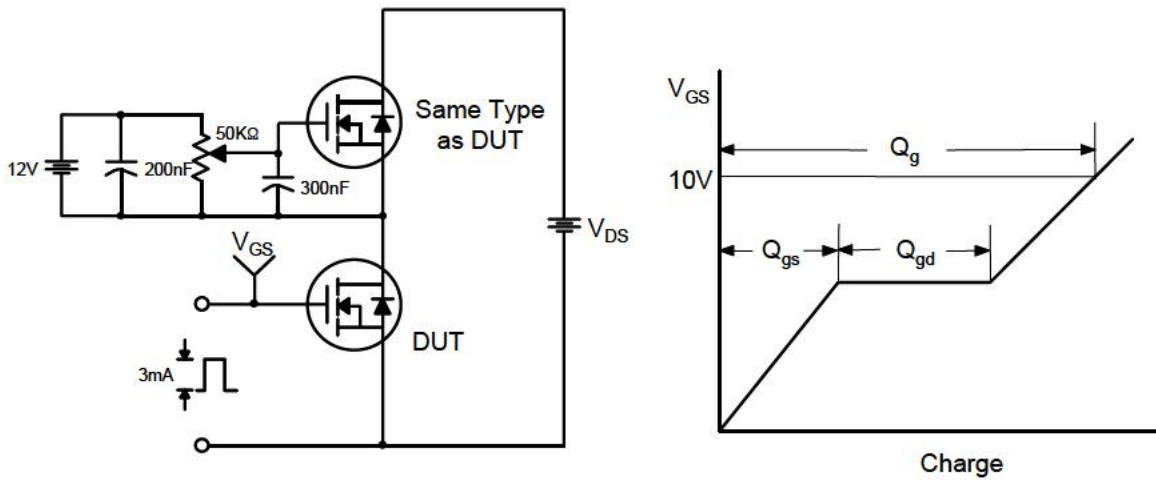 Same Type
as DUT
50KΩ
12V
200nF
300nF
V_GS
V_DS
DUT
3mA
V_GS
Q_g
10V
Q_gs
Q_gd
Charge